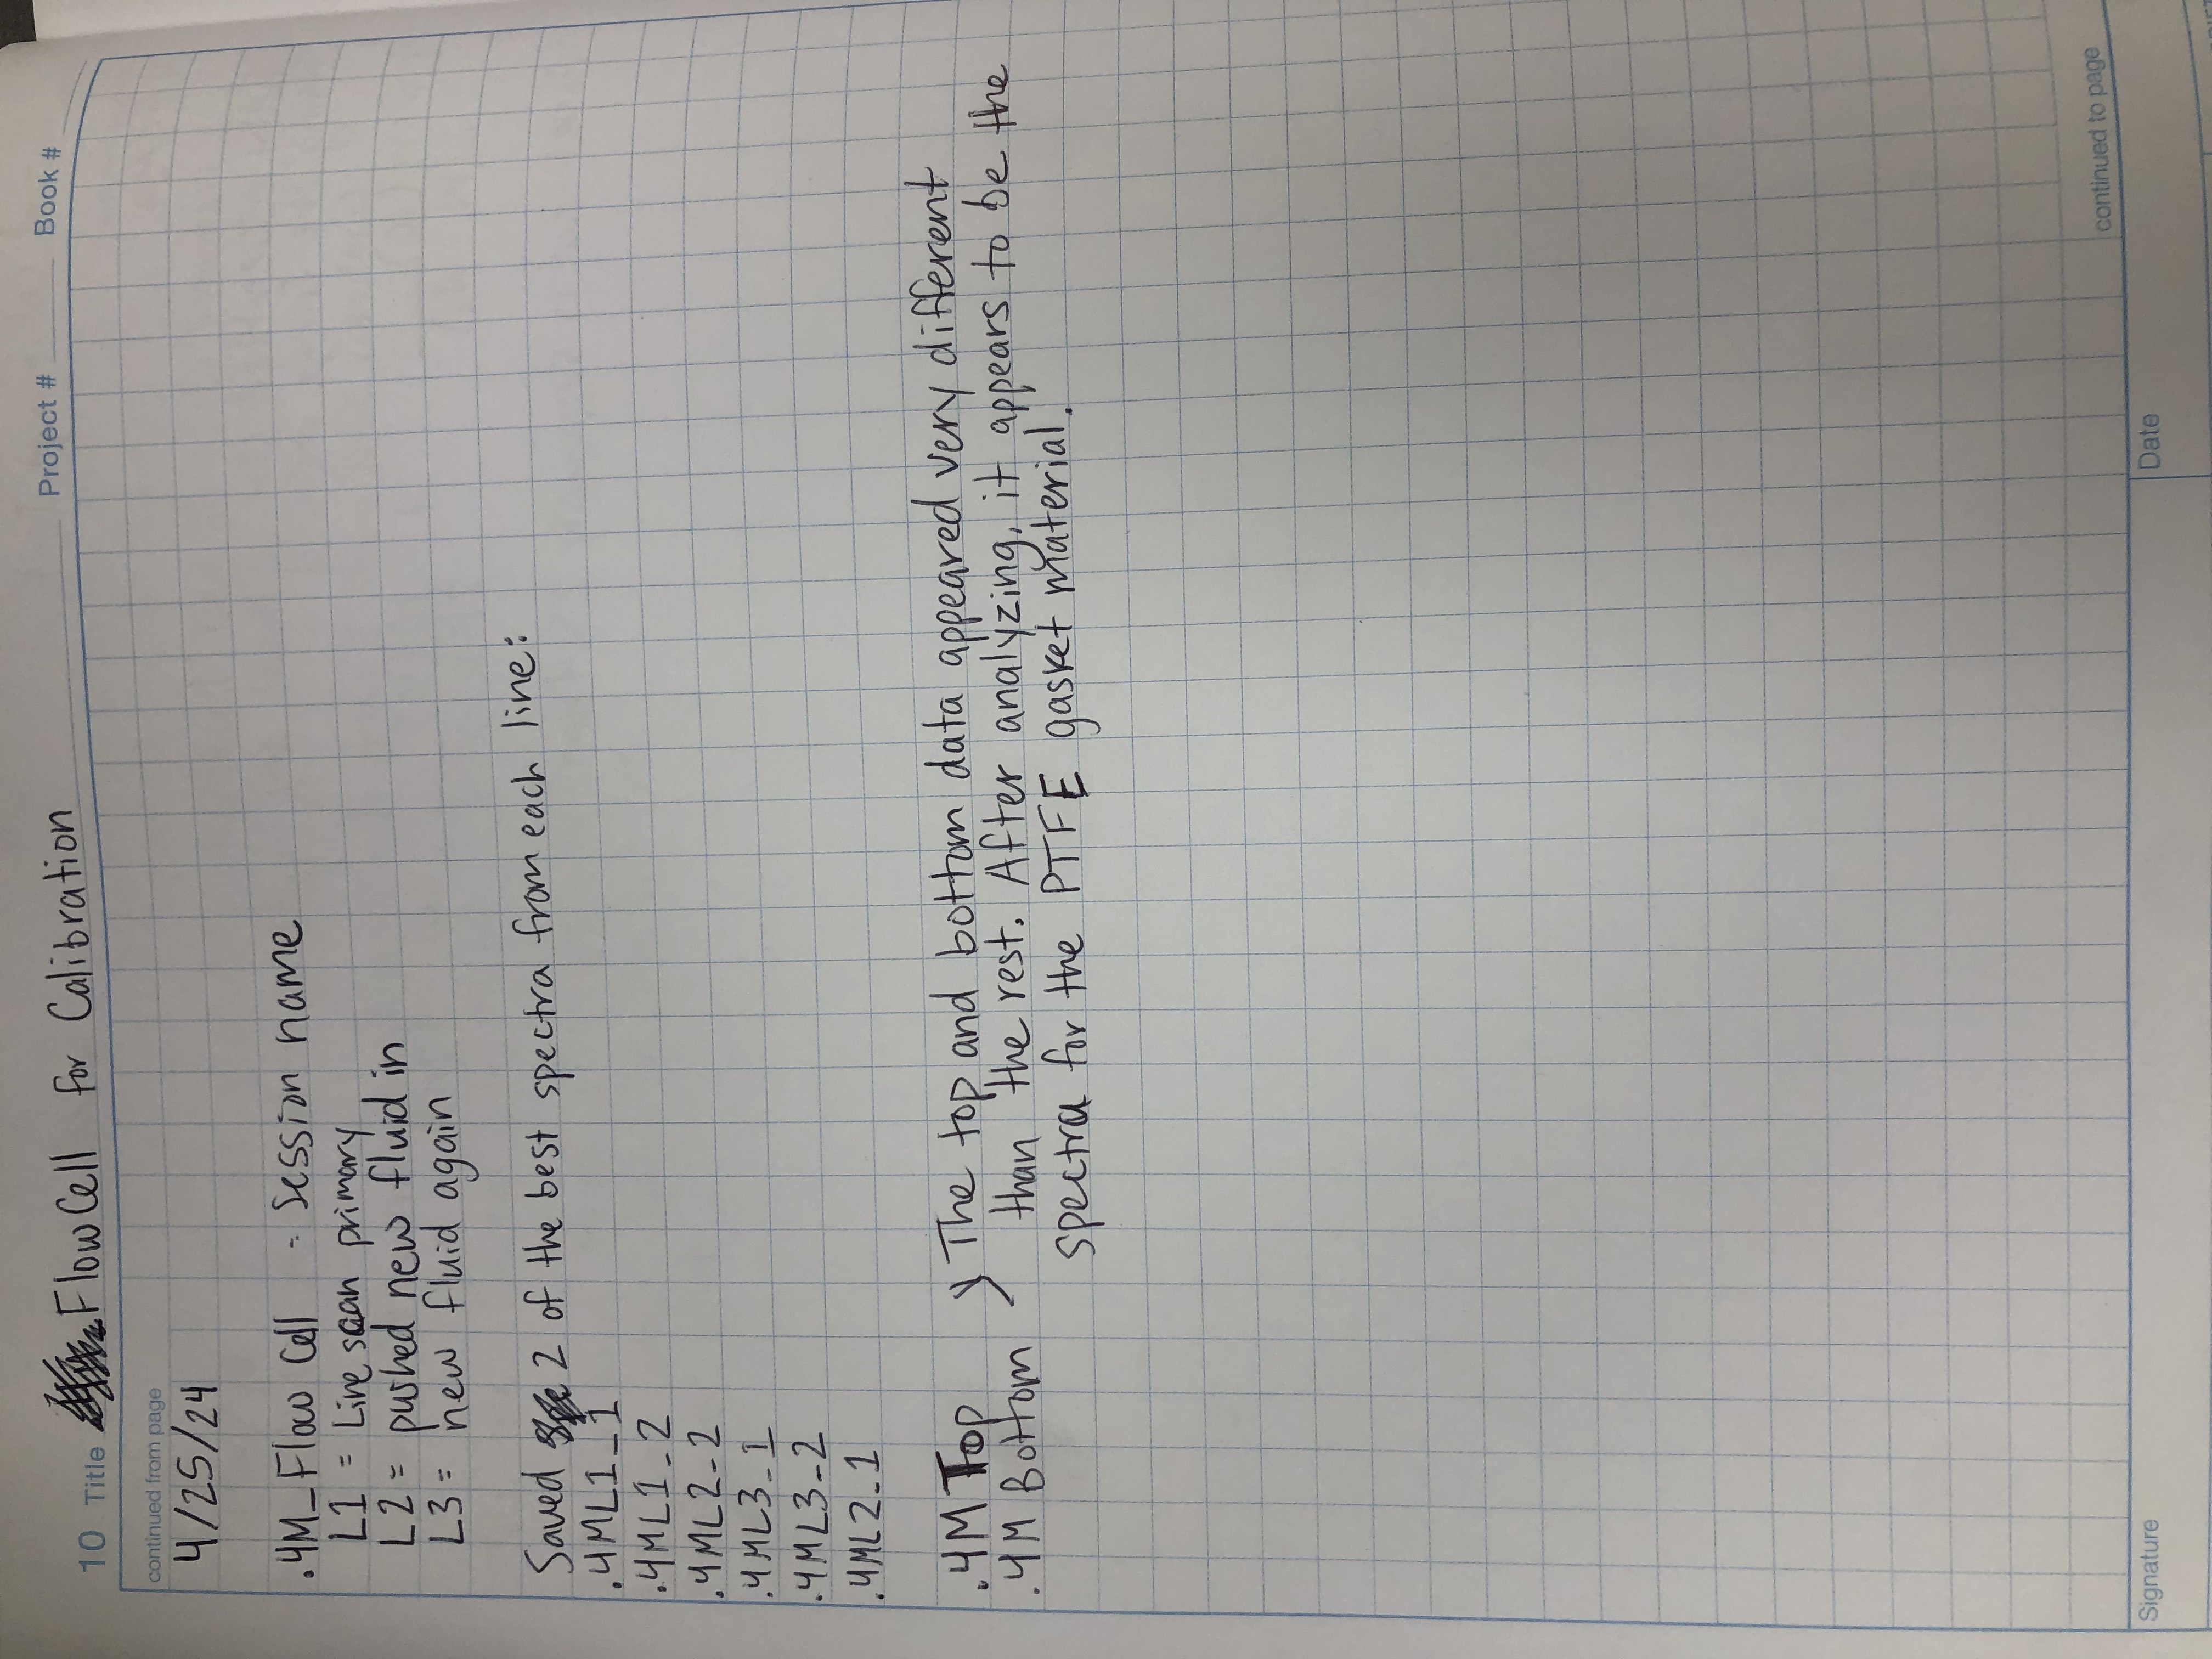 Project # Book #
10 Title Flow Cell for Calibration
continued from page
4/25/24
.4M_Flow Cell = Session name
L1 = Line scan primary
L2 = pushed new fluid in
L3 = new fluid again
Saved 2 of the best spectra from each line:
.4ML1_1
.4ML1_2
.4ML2_2
.4ML3_1
.4ML3_2
.4ML2_1
.4M Top } The top and bottom data appeared very different
.4M Bottom than the rest. After analyzing, it appears to be the
spectra for the PTFE gasket material.
continued to page
Signature Date